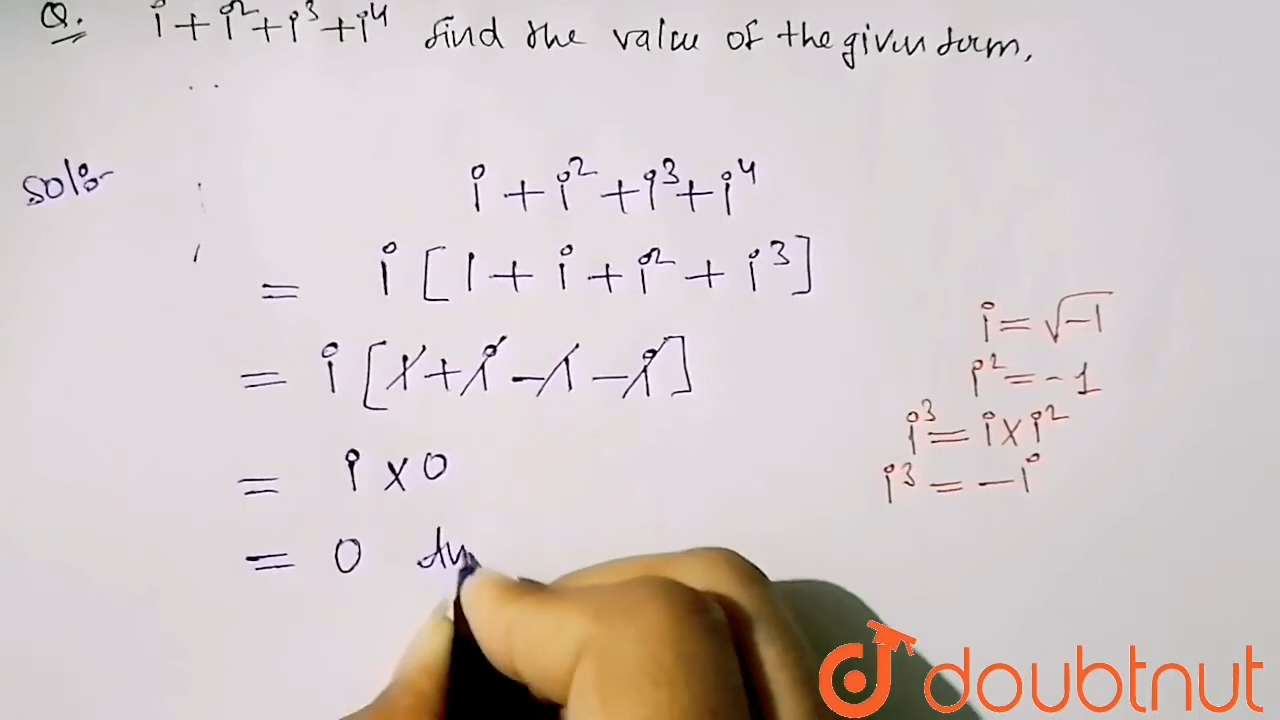 Q. i + i² + i³ + i⁴ find the value of the given term,
Sol:-
i + i² + i³ + i⁴
= i [1 + i + i² + i³]
= i [1 + i - 1 - i]
= i × 0
= 0
i = √-1
i² = -1
i³ = i × i²
i³ = -i
doubtnut